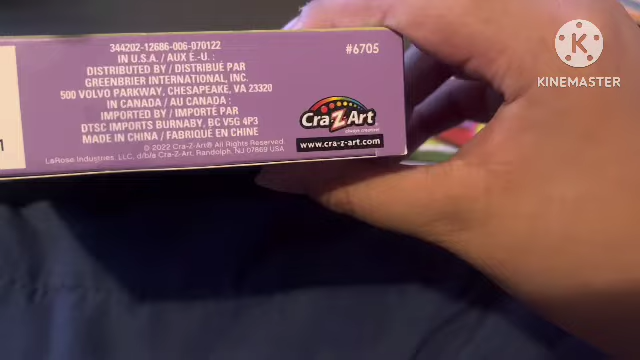 344202-12686-006-070122
IN U.S.A. / AUX É.-U. :
DISTRIBUTED BY / DISTRIBUÉ PAR
GREENBRIER INTERNATIONAL, INC.
500 VOLVO PARKWAY, CHESAPEAKE, VA 23320
IN CANADA / AU CANADA :
IMPORTED BY / IMPORTÉ PAR
DTSC IMPORTS BURNABY, BC V5G 4P3
MADE IN CHINA / FABRIQUÉ EN CHINE
© 2022 Cra-Z-Art® All Rights Reserved.
LaRose Industries, LLC, d/b/a Cra-Z-Art, Randolph, NJ 07869 USA
#6705
Cra-Z-Art
www.cra-z-art.com
KINEMASTER